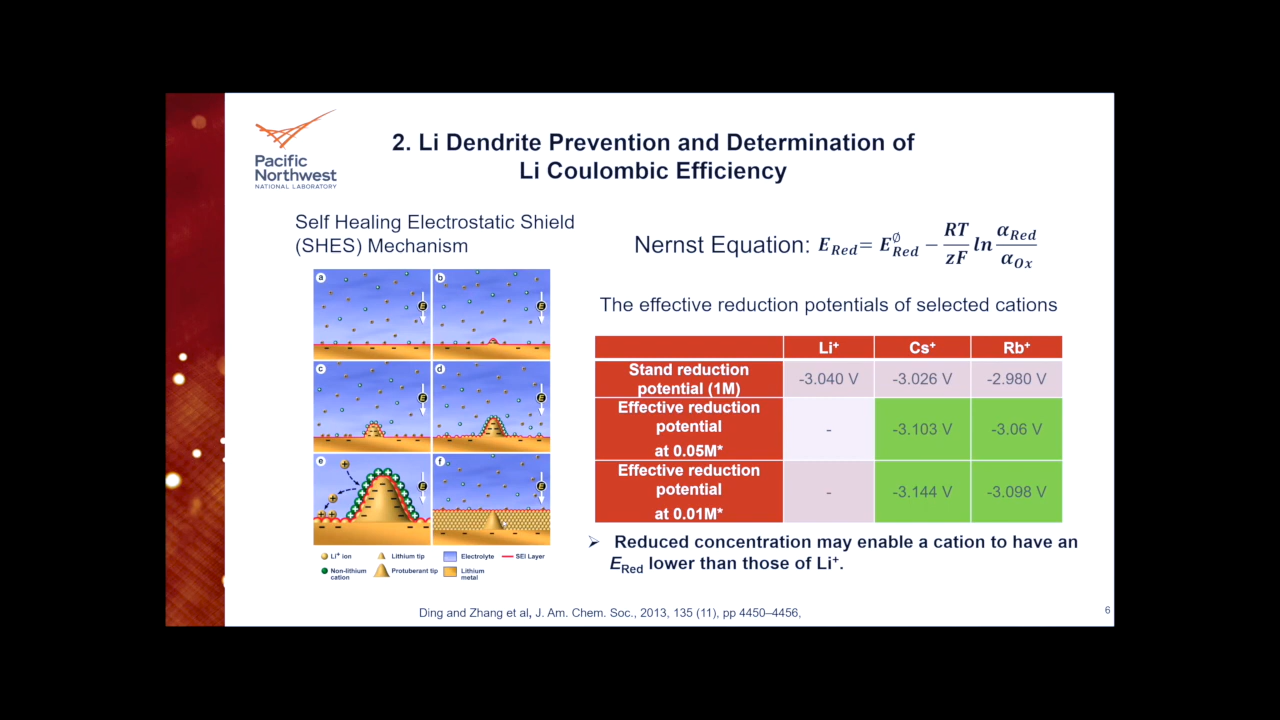 Pacific
Northwest
NATIONAL LABORATORY
2. Li Dendrite Prevention and Determination of
Li Coulombic Efficiency
Self Healing Electrostatic Shield
(SHES) Mechanism
a
b
E
E
c
d
E
E
e
f
E
E
Li⁺ ion
Lithium tip
Electrolyte
SEI Layer
Non-lithium
cation
Protuberant tip
Lithium
metal
Nernst Equation: E_Red = E^∅_Red − RT/zF ln α_Red/α_Ox
The effective reduction potentials of selected cations
Li⁺ Cs⁺ Rb⁺
Stand reduction
potential (1M)
-3.040 V -3.026 V -2.980 V
Effective reduction
potential
at 0.05M*
- -3.103 V -3.06 V
Effective reduction
potential
at 0.01M*
- -3.144 V -3.098 V
➢ Reduced concentration may enable a cation to have an
E_Red lower than those of Li⁺.
Ding and Zhang et al, J. Am. Chem. Soc., 2013, 135 (11), pp 4450–4456,
6